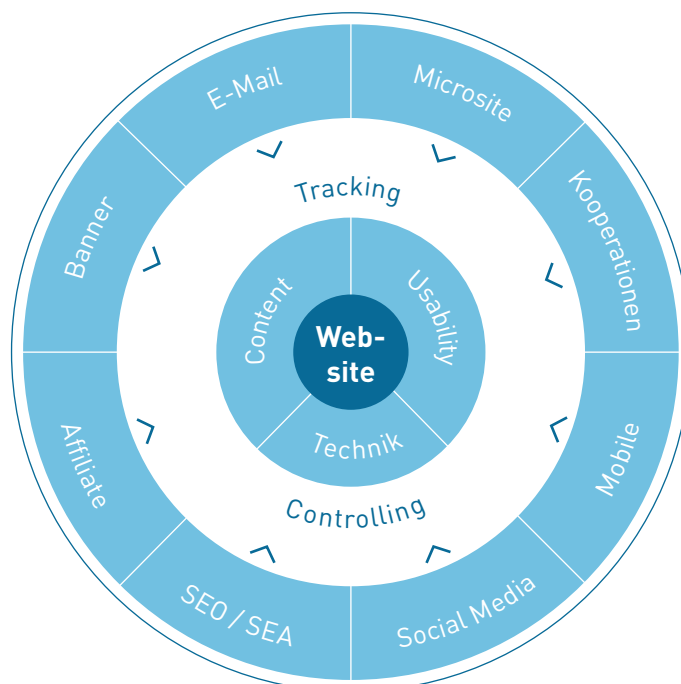 E-Mail
Microsite
Kooperationen
Mobile
Social Media
SEO / SEA
Affiliate
Banner
Tracking
Content
Usability
Technik
Web-
site
Controlling